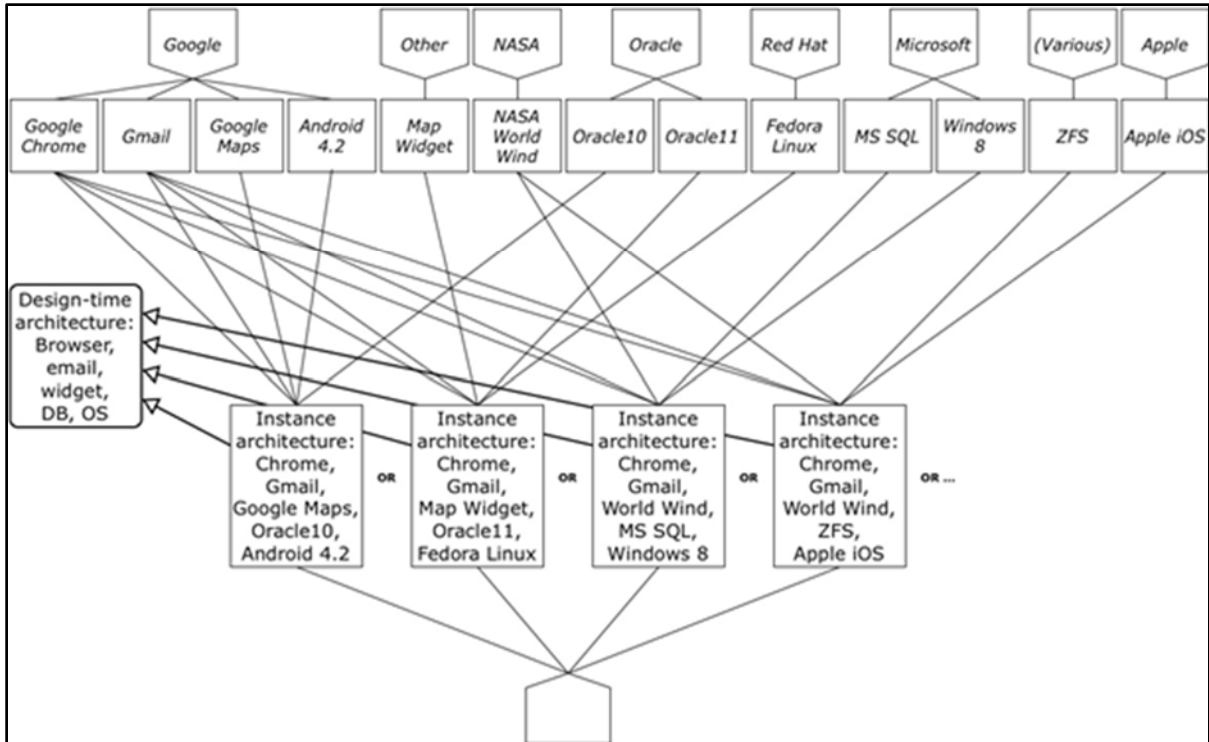 Google
Other
NASA
Oracle
Red Hat
Microsoft
(Various)
Apple
Google
Chrome
Gmail
Google
Maps
Android
4.2
Map
Widget
NASA
World
Wind
Oracle10
Oracle11
Fedora
Linux
MS SQL
Windows
8
ZFS
Apple iOS
Design-time
architecture:
Browser,
email,
widget,
DB, OS
Instance
architecture:
Chrome,
Gmail,
Google Maps,
Oracle10,
Android 4.2
OR
Instance
architecture:
Chrome,
Gmail,
Map Widget,
Oracle11,
Fedora Linux
OR
Instance
architecture:
Chrome,
Gmail,
World Wind,
MS SQL,
Windows 8
OR
Instance
architecture:
Chrome,
Gmail,
World Wind,
ZFS,
Apple iOS
OR ...